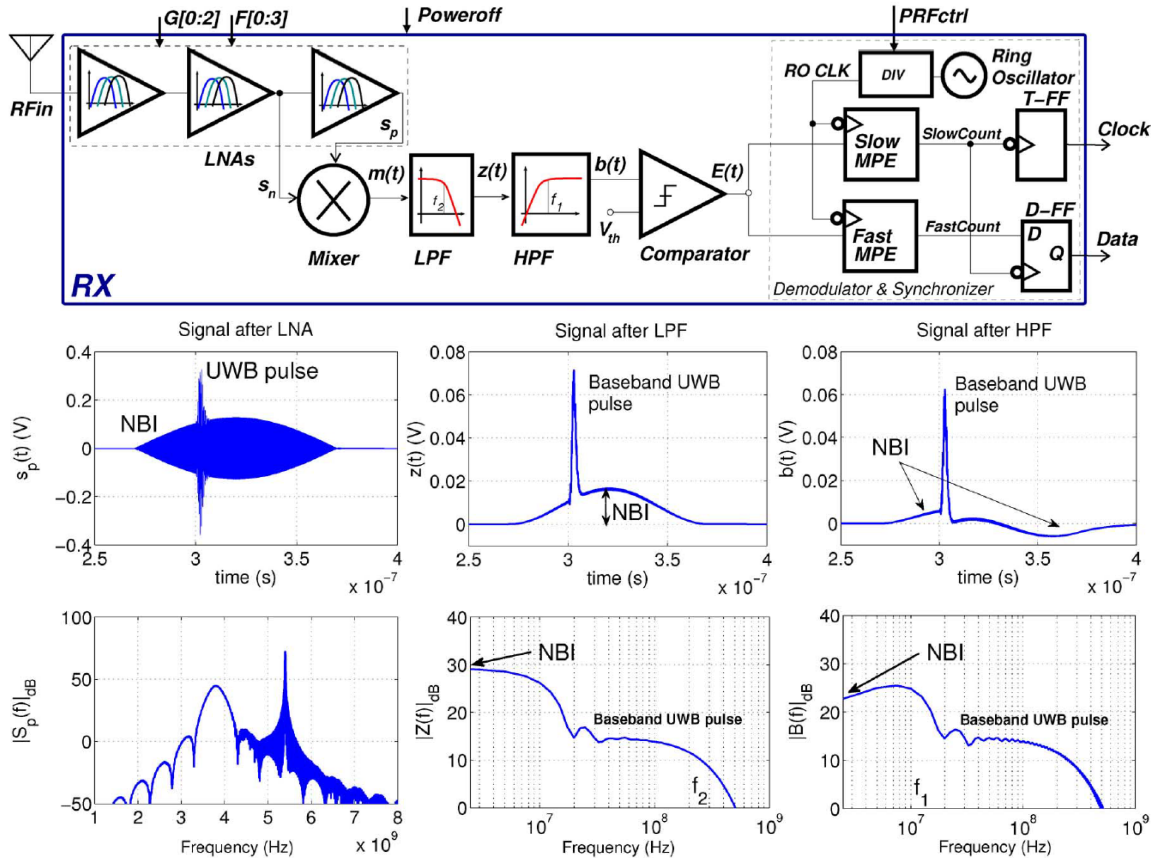 G[0:2] F[0:3] Poweroff PRFctrl
RFin
LNAs
s_p
s_n
m(t)
z(t)
b(t)
E(t)
f_2
f_1
V_th
Mixer
LPF
HPF
Comparator
RX
RO CLK
DIV
Ring
Oscillator
Slow
MPE
SlowCount
T-FF
Clock
Fast
MPE
FastCount
D-FF
D
Q
Data
Demodulator & Synchronizer
Signal after LNA
s_p(t) (V)
0.4
0.2
0
−0.2
−0.4
UWB pulse
NBI
2.5 3 3.5 4
time (s)
x 10^−7
Signal after LPF
z(t) (V)
0.08
0.06
0.04
0.02
0
Baseband UWB
pulse
NBI
2.5 3 3.5 4
time (s)
x 10^−7
Signal after HPF
b(t) (V)
0.08
0.06
0.04
0.02
0
Baseband UWB
pulse
NBI
2.5 3 3.5 4
time (s)
x 10^−7
|S_p(f)|_dB
100
50
0
−50
1 2 3 4 5 6 7 8
Frequency (Hz)
x 10^9
|Z(f)|_dB
40
30
20
10
0
NBI
Baseband UWB pulse
f_2
10^7 10^8 10^9
Frequency (Hz)
|B(f)|_dB
40
30
20
10
0
NBI
Baseband UWB pulse
f_1
10^7 10^8 10^9
Frequency (Hz)